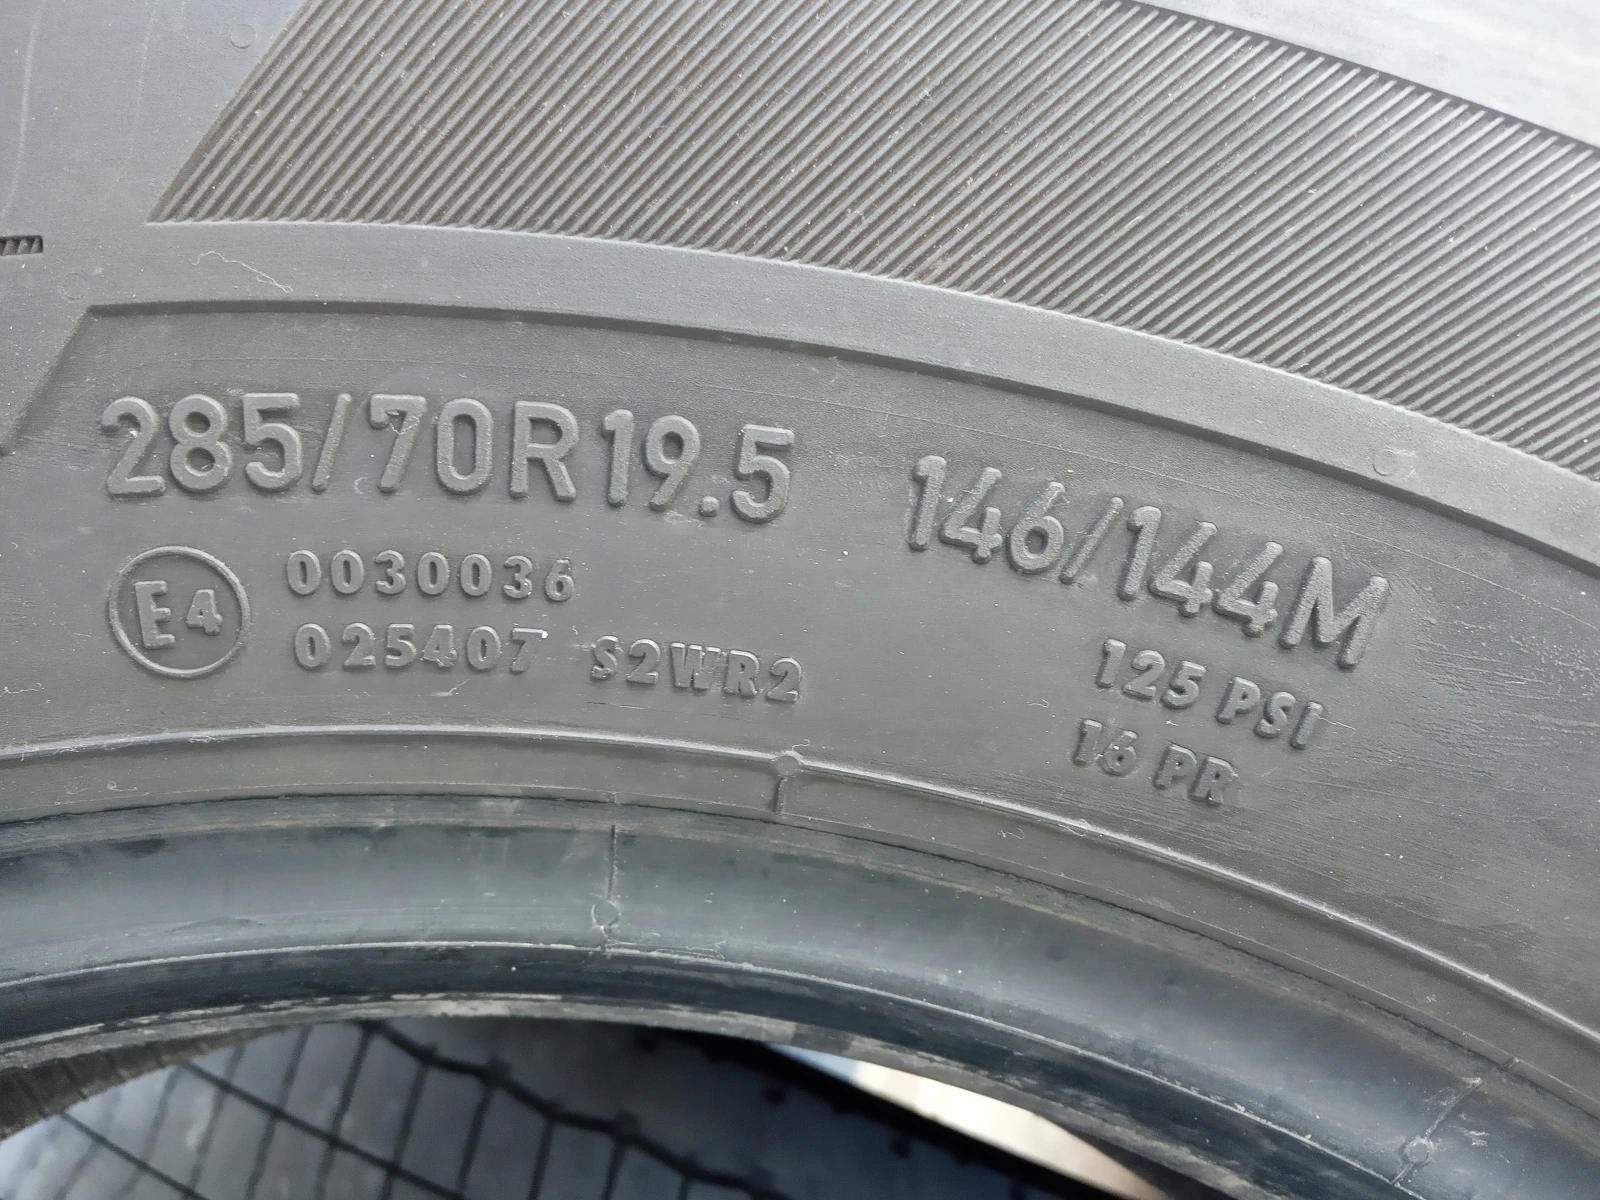 285/70R19.5 146/144M
E4 0030036
025407 S2WR2
125 PSI
16 PR